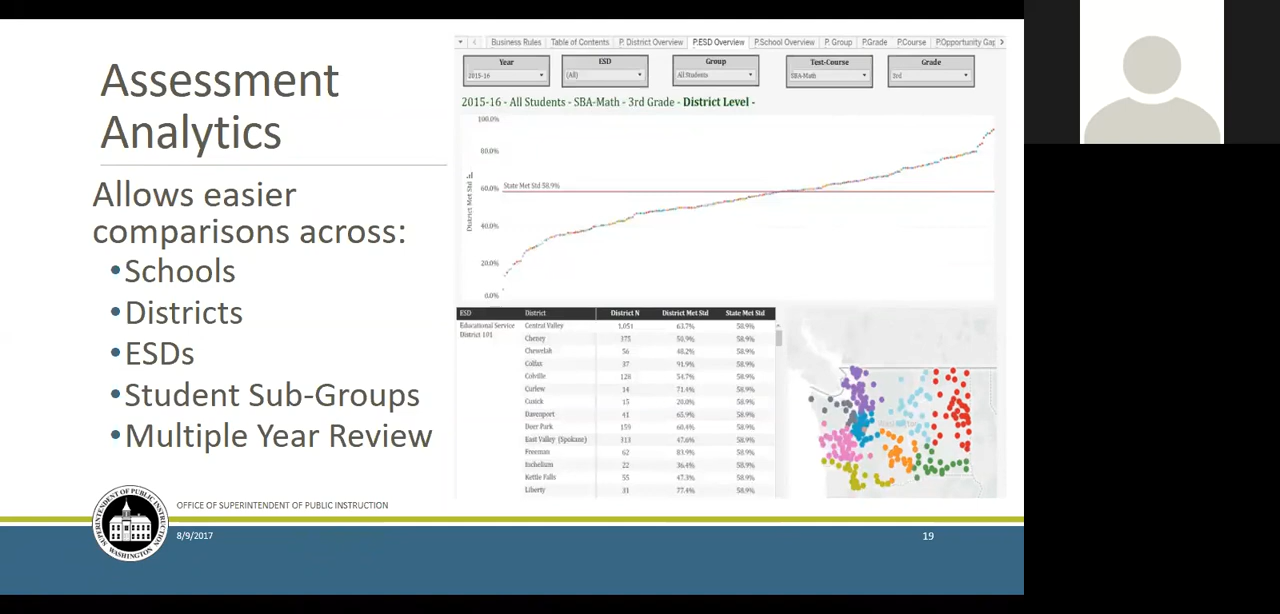 Assessment
Analytics
Allows easier
comparisons across:
•Schools
•Districts
•ESDs
•Student Sub-Groups
•Multiple Year Review
Business Rules Table of Contents P. District Overview P.ESD Overview P.School Overview P. Group P.Grade P.Course P.Opportunity Gap
Year ESD Group Test-Course Grade
2015-16 (All) All Students SBA-Math 3rd
2015-16 - All Students - SBA-Math - 3rd Grade - District Level -
District Met Std
100.0%
80.0%
60.0%
State Met Std 58.9%
40.0%
20.0%
0.0%
ESD District District N District Met Std State Met Std
Educational Service District 101 Central Valley 1,051 63.7% 58.9%
Cheney 375 50.9% 58.9%
Chewelah 56 48.2% 58.9%
Colfax 37 91.9% 58.9%
Colville 128 54.7% 58.9%
Curlew 14 71.4% 58.9%
Cusick 15 20.0% 58.9%
Davenport 41 65.9% 58.9%
Deer Park 159 60.4% 58.9%
East Valley (Spokane) 313 47.6% 58.9%
Freeman 62 83.9% 58.9%
Inchelium 22 36.4% 58.9%
Kettle Falls 55 47.3% 58.9%
Liberty 31 77.4% 58.9%
SUPERINTENDENT OF PUBLIC INSTRUCTION
WASHINGTON
OFFICE OF SUPERINTENDENT OF PUBLIC INSTRUCTION
8/9/2017
19